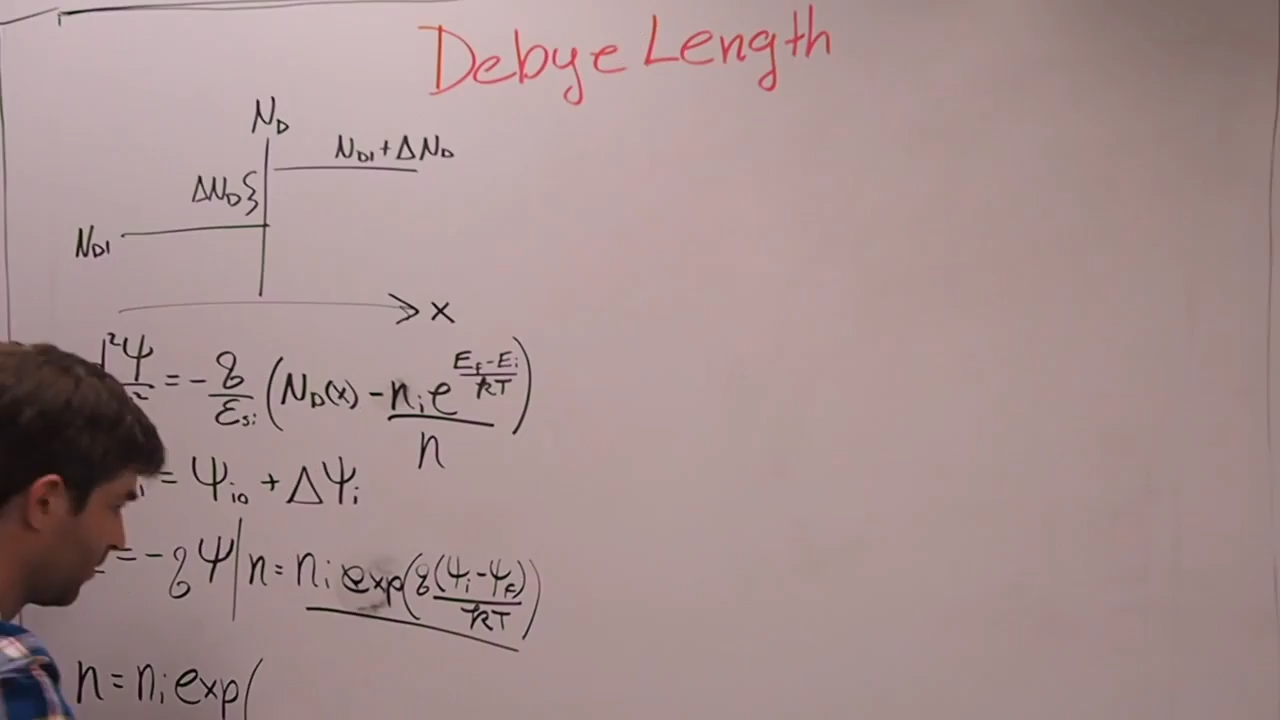 Debye Length
N_D
N_D1 + ΔN_D
ΔN_D {
N_D1
x
²Ψ = - q/ε_si (N_D(x) - n_i e^((E_f - E_i)/kT))
n
= Ψ_io + ΔΨ_i
= -qΨ | n = n_i exp(q(Ψ_i - Ψ_f)/kT)
n = n_i exp(